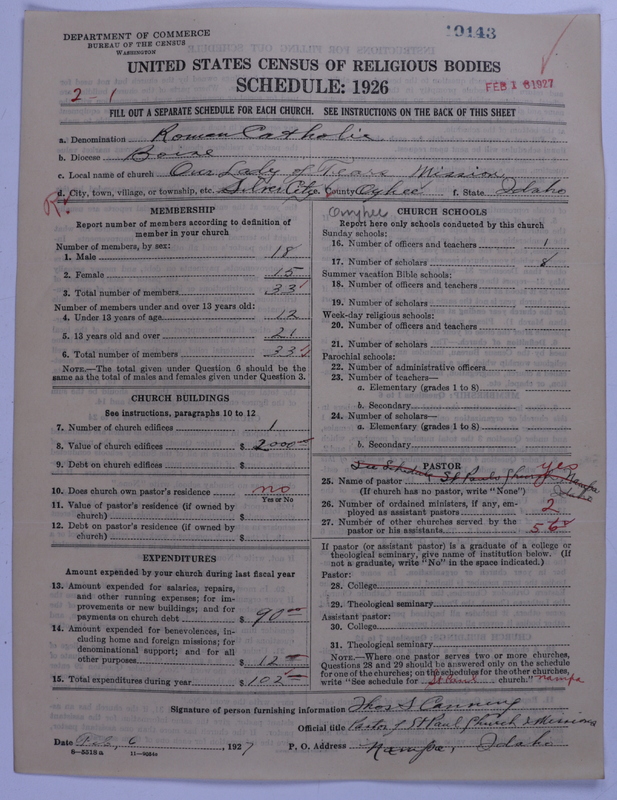 DEPARTMENT OF COMMERCE
BUREAU OF THE CENSUS
WASHINGTON
19143
UNITED STATES CENSUS OF RELIGIOUS BODIES
SCHEDULE: 1926
2-1
FEB 16 1927
FILL OUT A SEPARATE SCHEDULE FOR EACH CHURCH. SEE INSTRUCTIONS ON THE BACK OF THIS SHEET
a. Denomination Roman Catholic
b. Diocese Boise
c. Local name of church Our Lady of Tears Mission
d. City, town, village, or township, etc. Silver City e. County Oyhee f. State Idaho
R.
MEMBERSHIP
Report number of members according to definition of
member in your church
Number of members, by sex:
1. Male 18
2. Female 15
3. Total number of members 33
Number of members under and over 13 years old:
4. Under 13 years of age 12
5. 13 years old and over 21
6. Total number of members 33
NOTE.—The total given under Question 6 should be
same as the total of males and females given under Question 3.
CHURCH BUILDINGS
See instructions, paragraphs 10 to 12
7. Number of church edifices 1
8. Value of church edifices $ 2000
9. Debt on church edifices $
10. Does church own pastor's residence no
Yes or No
11. Value of pastor's residence (if owned by
church) $
12. Debt on pastor's residence (if owned by
church) $
EXPENDITURES
Amount expended by your church during last fiscal year
13. Amount expended for salaries, repairs,
and other running expenses; for im-
provements or new buildings; and for
payments on church debt $ 90
14. Amount expended for benevolences, in-
cluding home and foreign missions; for
denominational support; and for all
other purposes $ 12
15. Total expenditures during year $ 102
Owyhee
CHURCH SCHOOLS
Report here only schools conducted by this church
Sunday schools:
16. Number of officers and teachers 1
17. Number of scholars 8
Summer vacation Bible schools:
18. Number of officers and teachers
19. Number of scholars
Week-day religious schools:
20. Number of officers and teachers
21. Number of scholars
Parochial schools:
22. Number of administrative officers
23. Number of teachers—
a. Elementary (grades 1 to 8)
b. Secondary
24. Number of scholars—
a. Elementary (grades 1 to 8)
b. Secondary
PASTOR
yes
25. Name of pastor See Schedule St Pauls Church Nampa Idaho
(If church has no pastor, write "None")
26. Number of ordained ministers, if any, em-
ployed as assistant pastors 2
27. Number of other churches served by the
pastor or his assistants
If pastor (or assistant pastor) is a graduate of a college or
theological seminary, give name of institution below. (If
not a graduate, write "No" in the space indicated.)
Pastor:
28. College
29. Theological seminary
Assistant pastor:
30. College
31. Theological seminary
NOTE.—Where one pastor serves two or more churches,
Questions 28 and 29 should be answered only on the schedule
for one of the churches; on the schedules for the other churches,
write "See schedule for St Paul church." Nampa
Signature of person furnishing information Thos S Canning
Official title Pastor of St Paul Church & Missions
Date Feb, 6, 1927 P. O. Address Nampa, Idaho
8-5518a